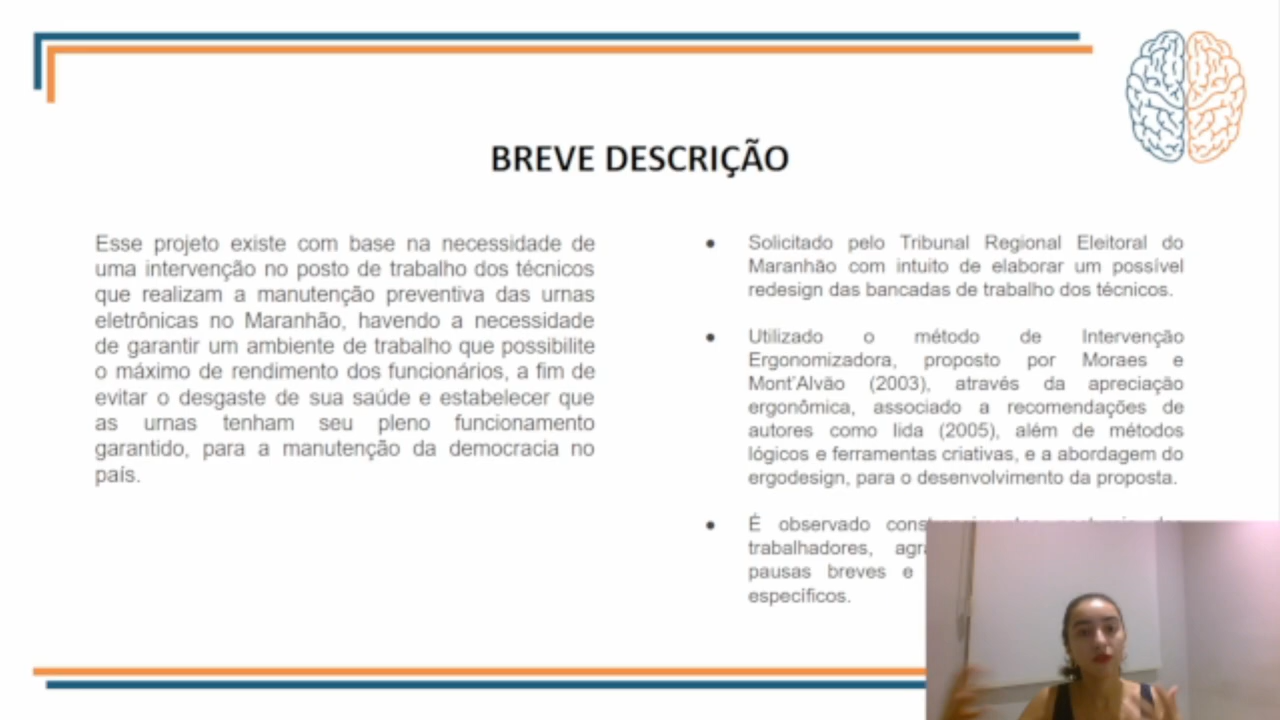 BREVE DESCRIÇÃO
Esse projeto existe com base na necessidade de
uma intervenção no posto de trabalho dos técnicos
que realizam a manutenção preventiva das urnas
eletrônicas no Maranhão, havendo a necessidade
de garantir um ambiente de trabalho que possibilite
o máximo de rendimento dos funcionários, a fim de
evitar o desgaste de sua saúde e estabelecer que
as urnas tenham seu pleno funcionamento
garantido, para a manutenção da democracia no
país.
• Solicitado pelo Tribunal Regional Eleitoral do
Maranhão com intuito de elaborar um possível
redesign das bancadas de trabalho dos técnicos.
• Utilizado o método de Intervenção
Ergonomizadora, proposto por Moraes e
Mont'Alvão (2003), através da apreciação
ergonômica, associado a recomendações de
autores como Iida (2005), além de métodos
lógicos e ferramentas criativas, e a abordagem do
ergodesign, para o desenvolvimento da proposta.
• É observado
trabalhadores,
pausas breves e
específicos.